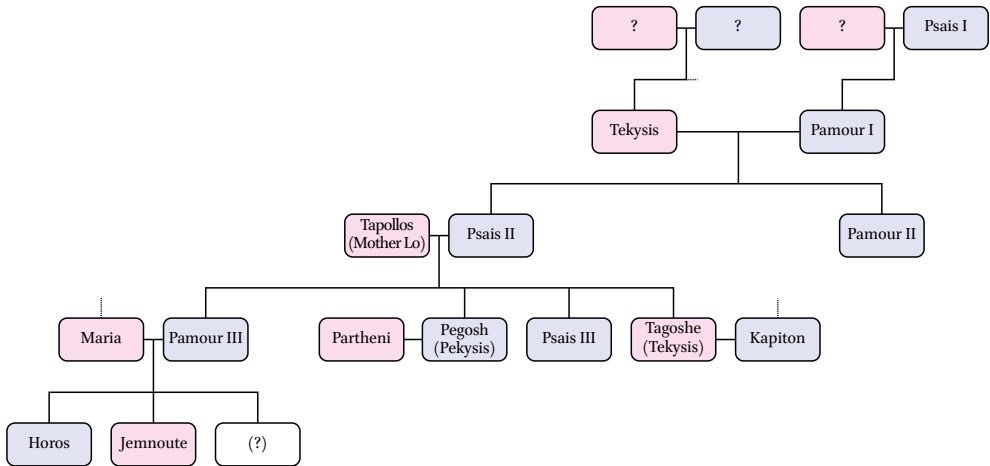 ?
?
?
Psais I
Tekysis
Pamour I
Tapollos
(Mother Lo)
Psais II
Pamour II
Maria
Pamour III
Partheni
Pegosh
(Pekysis)
Psais III
Tagoshe
(Tekysis)
Kapiton
Horos
Jemnoute
(?)